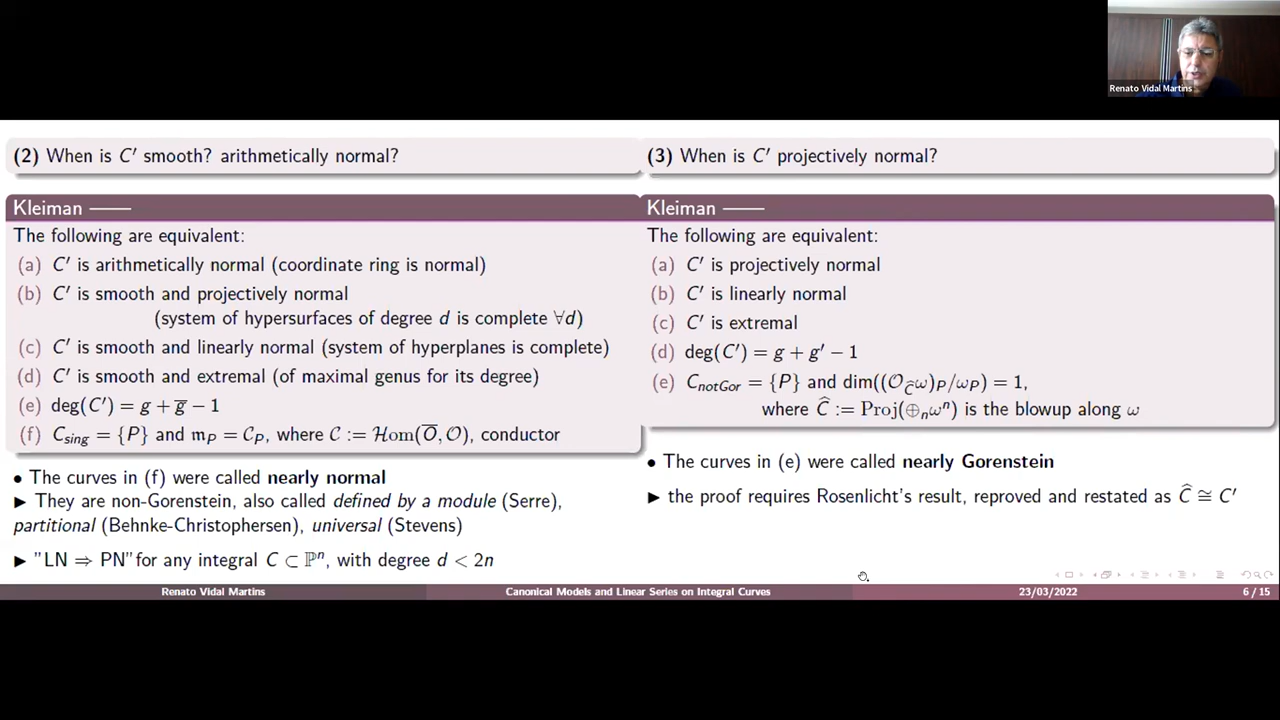 Renato Vidal Martins
(2) When is C′ smooth? arithmetically normal?
Kleiman ——
The following are equivalent:
(a) C′ is arithmetically normal (coordinate ring is normal)
(b) C′ is smooth and projectively normal
(system of hypersurfaces of degree d is complete ∀d)
(c) C′ is smooth and linearly normal (system of hyperplanes is complete)
(d) C′ is smooth and extremal (of maximal genus for its degree)
(e) deg(C′) = g + g̅ − 1
(f) C_sing = {P} and 𝔪_P = 𝒞_P, where 𝒞 := ℋom(𝒪̅, 𝒪), conductor
• The curves in (f) were called nearly normal
► They are non-Gorenstein, also called defined by a module (Serre),
partitional (Behnke-Christophersen), universal (Stevens)
► "LN ⇒ PN" for any integral C ⊂ ℙⁿ, with degree d < 2n
(3) When is C′ projectively normal?
Kleiman ——
The following are equivalent:
(a) C′ is projectively normal
(b) C′ is linearly normal
(c) C′ is extremal
(d) deg(C′) = g + g′ − 1
(e) C_notGor = {P} and dim((𝒪_Ĉ ω)_P/ω_P) = 1,
where Ĉ := Proj(⊕_n ωⁿ) is the blowup along ω
• The curves in (e) were called nearly Gorenstein
► the proof requires Rosenlicht's result, reproved and restated as Ĉ ≅ C′
Renato Vidal Martins
Canonical Models and Linear Series on Integral Curves
23/03/2022
6 / 15